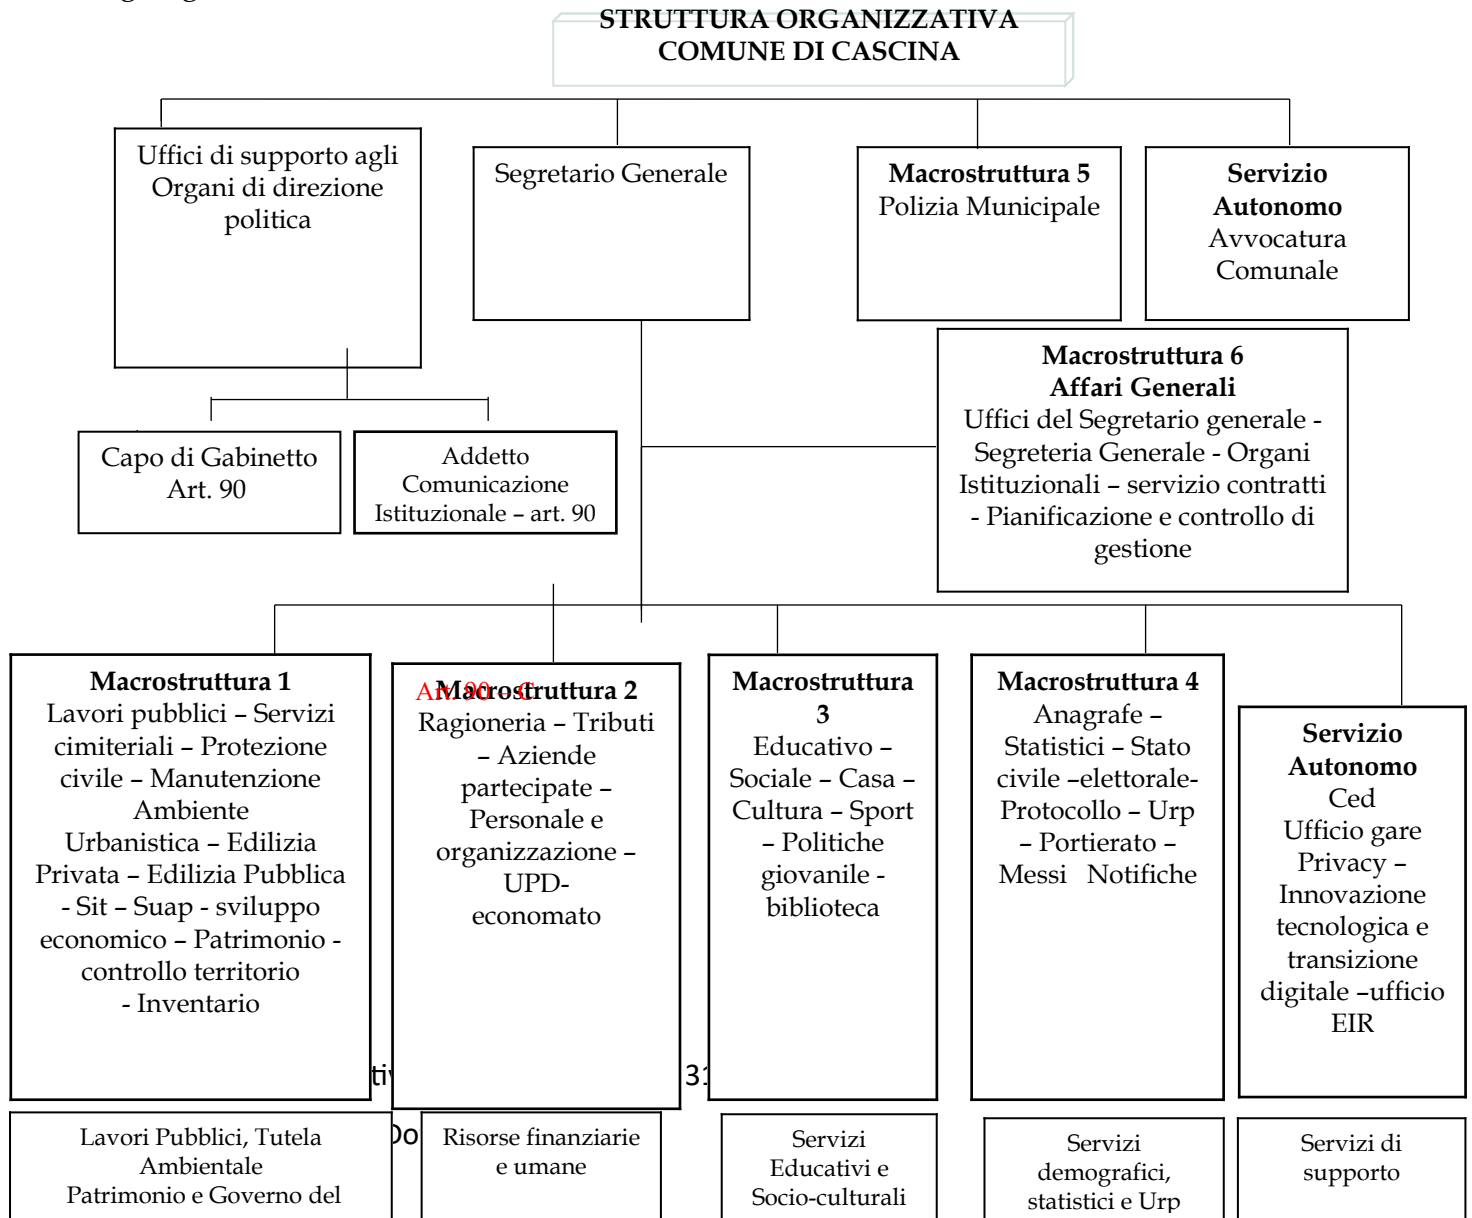 STRUTTURA ORGANIZZATIVA
COMUNE DI CASCINA
Uffici di supporto agli
Organi di direzione
politica
Segretario Generale
Macrostruttura 5
Polizia Municipale
Servizio
Autonomo
Avvocatura
Comunale
Macrostruttura 6
Affari Generali
Uffici del Segretario generale -
Segreteria Generale - Organi
Istituzionali – servizio contratti
- Pianificazione e controllo di
gestione
Capo di Gabinetto
Art. 90
Addetto
Comunicazione
Istituzionale – art. 90
Macrostruttura 1
Lavori pubblici – Servizi
cimiteriali – Protezione
civile – Manutenzione
Ambiente
Urbanistica – Edilizia
Privata – Edilizia Pubblica
- Sit – Suap - sviluppo
economico – Patrimonio -
controllo territorio
- Inventario
Art. 90 – C
Macrostruttura 2
Ragioneria – Tributi
– Aziende
partecipate –
Personale e
organizzazione –
UPD-
economato
Macrostruttura
3
Educativo –
Sociale – Casa –
Cultura – Sport
– Politiche
giovanile -
biblioteca
Macrostruttura 4
Anagrafe –
Statistici – Stato
civile –elettorale-
Protocollo – Urp
– Portierato –
Messi Notifiche
Servizio
Autonomo
Ced
Ufficio gare
Privacy –
Innovazione
tecnologica e
transizione
digitale –ufficio
EIR
Lavori Pubblici, Tutela
Ambientale
Patrimonio e Governo del
Risorse finanziarie
e umane
Servizi
Educativi e
Socio-culturali
Servizi
demografici,
statistici e Urp
Servizi di
supporto